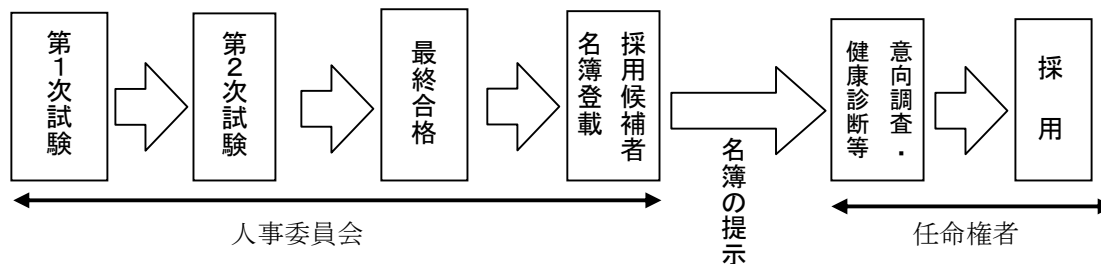 第1次試験
第2次試験
最終合格
採用候補者
名簿登載
名簿の提示
意向調査・
健康診断等
採用
人事委員会
任命権者